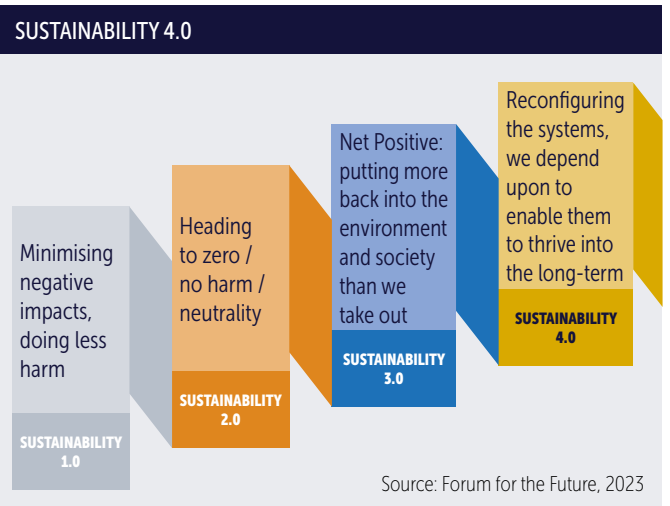 SUSTAINABILITY 4.0
Minimising
negative
impacts,
doing less
harm
SUSTAINABILITY
1.0
Heading
to zero /
no harm /
neutrality
SUSTAINABILITY
2.0
Net Positive:
putting more
back into the
environment
and society
than we
take out
SUSTAINABILITY
3.0
Reconfiguring
the systems,
we depend
upon to
enable them
to thrive into
the long-term
SUSTAINABILITY
4.0
Source: Forum for the Future, 2023